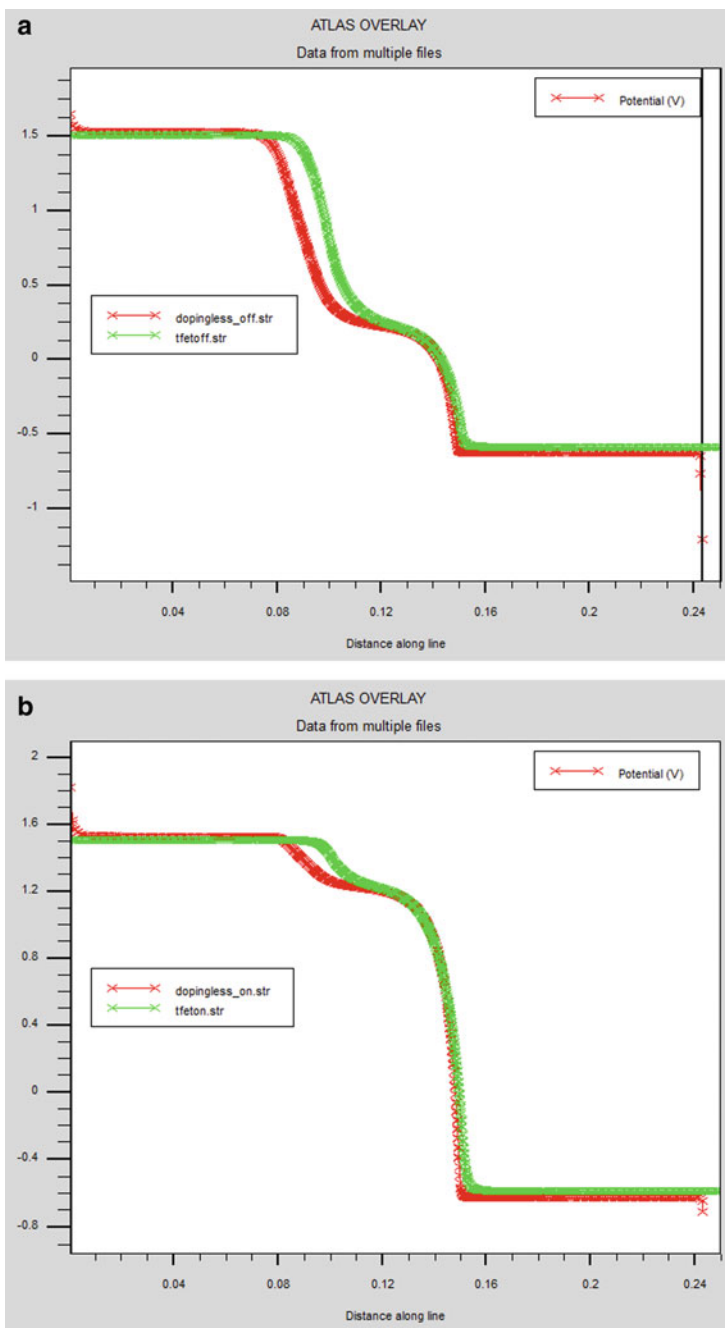 a
ATLAS OVERLAY
Data from multiple files
Potential (V)
1.5
1
0.5
0
-0.5
-1
dopingless_off.str
tfetoff.str
0.04
0.08
0.12
0.16
0.2
0.24
Distance along line
b
ATLAS OVERLAY
Data from multiple files
Potential (V)
2
1.6
1.2
0.8
0.4
0
-0.4
-0.8
dopingless_on.str
tfeton.str
0.04
0.08
0.12
0.16
0.2
0.24
Distance along line